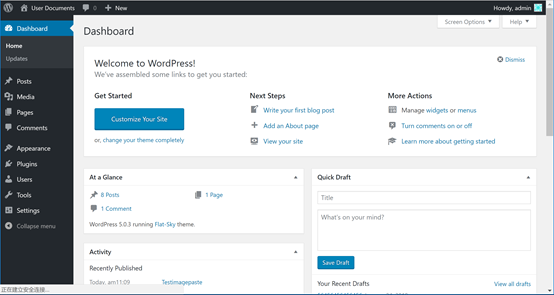 User Documents 0 + New Howdy, admin
Screen Options Help
Dashboard
Home
Updates
Posts
Media
Pages
Comments
Appearance
Plugins
Users
Tools
Settings
Collapse menu
Dashboard
Welcome to WordPress!
Dismiss
We've assembled some links to get you started:
Get Started
Customize Your Site
or, change your theme completely
Next Steps
Write your first blog post
Add an About page
View your site
More Actions
Manage widgets or menus
Turn comments on or off
Learn more about getting started
At a Glance
8 Posts 1 Page
1 Comment
WordPress 5.0.3 running Flat-Sky theme.
Activity
Recently Published
Today, am11:09 Testimagepaste
Quick Draft
Title
What's on your mind?
Save Draft
Your Recent Drafts View all drafts
正在建立安全连接...